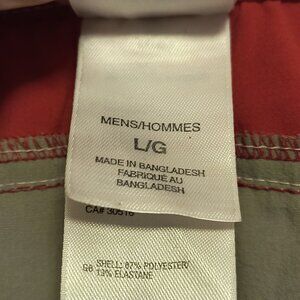 MENS/HOMMES
L/G
MADE IN BANGLADESH
FABRIQUÉ AU
BANGLADESH
CA# 30516
SHELL: 87% POLYESTER/
GB 13% ELASTANE